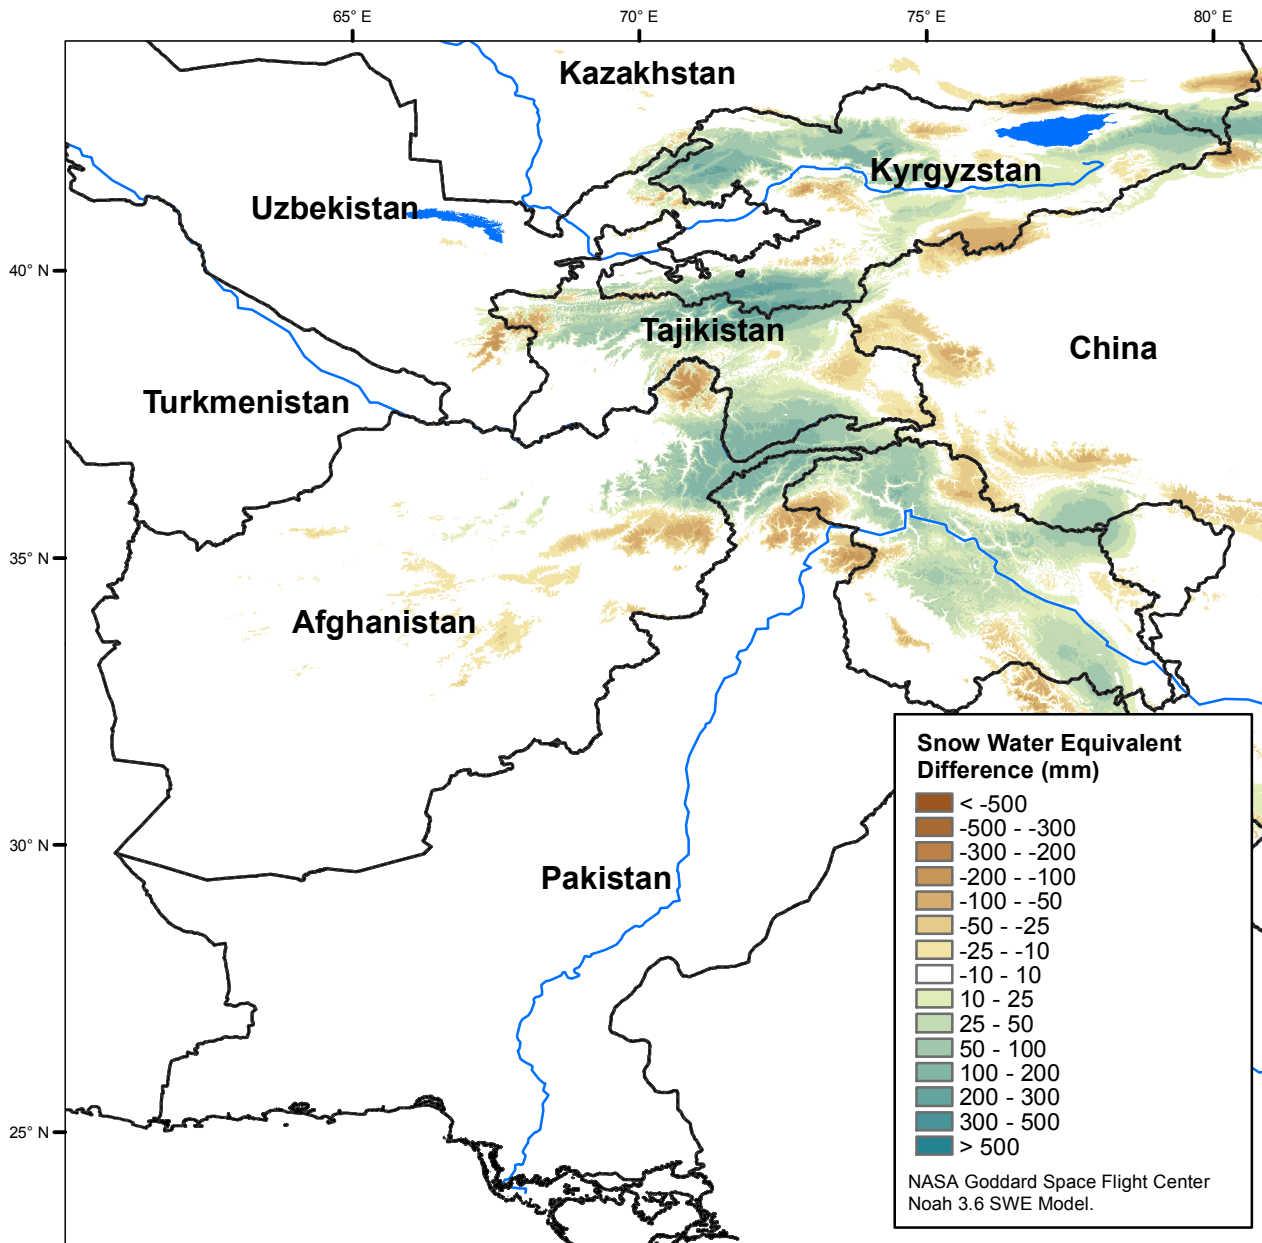 65° E
70° E
75° E
80° E
Kazakhstan
Kyrgyzstan
Uzbekistan
40° N
Tajikistan
China
Turkmenistan
35° N
Afghanistan
30° N
Pakistan
25° N
Snow Water Equivalent
Difference (mm)
< -500
-500 - -300
-300 - -200
-200 - -100
-100 - -50
-50 - -25
-25 - -10
-10 - 10
10 - 25
25 - 50
50 - 100
100 - 200
200 - 300
300 - 500
> 500
NASA Goddard Space Flight Center
Noah 3.6 SWE Model.